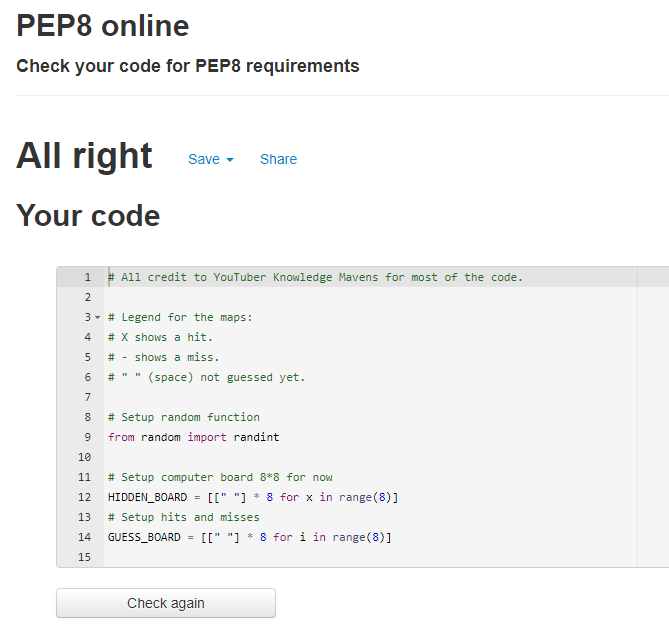 PEP8 online
Check your code for PEP8 requirements
All right Save Share
Your code
1 # All credit to YouTuber Knowledge Mavens for most of the code.
2
3 # Legend for the maps:
4 # X shows a hit.
5 # - shows a miss.
6 # " " (space) not guessed yet.
7
8 # Setup random function
9 from random import randint
10
11 # Setup computer board 8*8 for now
12 HIDDEN_BOARD = [[" "] * 8 for x in range(8)]
13 # Setup hits and misses
14 GUESS_BOARD = [[" "] * 8 for i in range(8)]
15
Check again